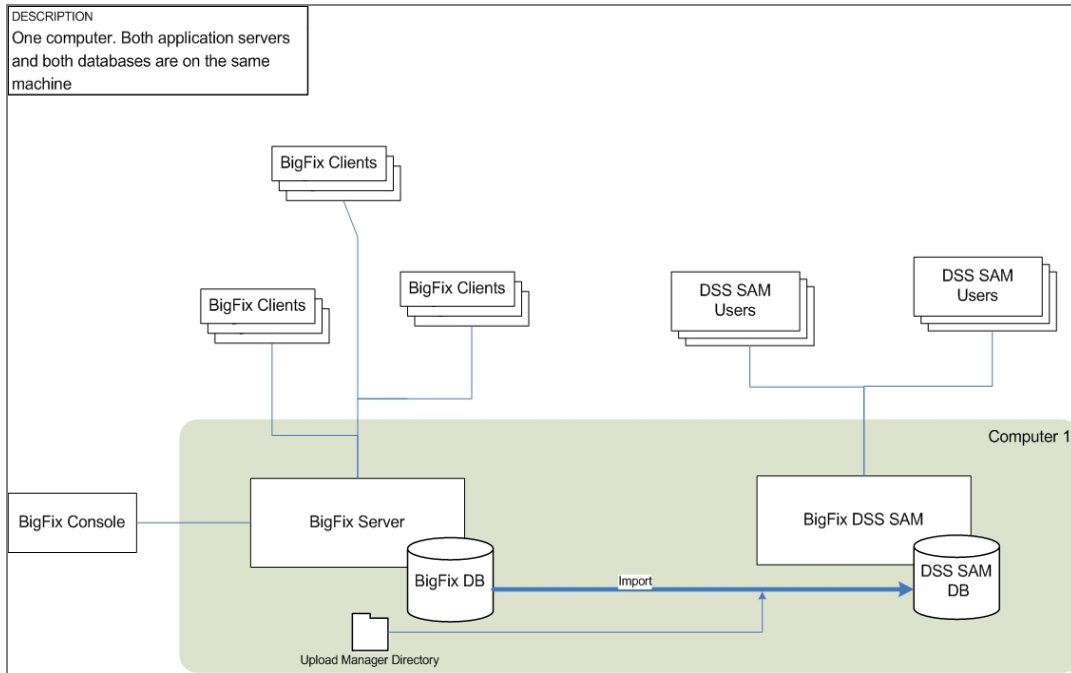 DESCRIPTION
One computer. Both application servers
and both databases are on the same
machine
BigFix Clients
BigFix Clients
BigFix Clients
DSS SAM
Users
DSS SAM
Users
Computer 1
BigFix Console
BigFix Server
BigFix DSS SAM
BigFix DB
Import
DSS SAM
DB
Upload Manager Directory